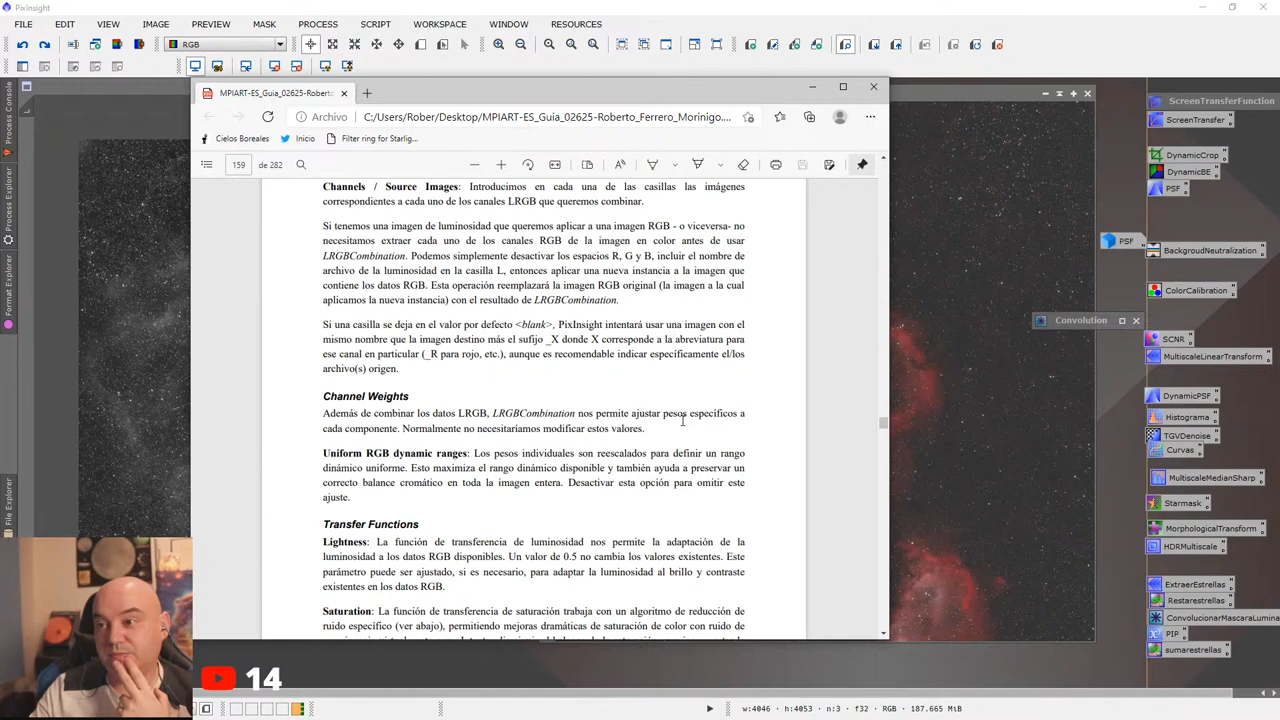 PixInsight
FILE EDIT VIEW IMAGE PREVIEW MASK PROCESS SCRIPT WORKSPACE WINDOW RESOURCES
RGB
MPIART-ES_Guia_02625-Roberto
Archivo C:/Users/Rober/Desktop/MPIART-ES_Guia_02625-Roberto_Ferrero_Morinigo....
Cielos Boreales Inicio Filter ring for Starlig...
159 de 282
Channels / Source Images: Introducimos en cada una de las casillas las imágenes
correspondientes a cada uno de los canales LRGB que queremos combinar.
Si tenemos una imagen de luminosidad que queremos aplicar a una imagen RGB - o viceversa- no
necesitamos extraer cada uno de los canales RGB de la imagen en color antes de usar
LRGBCombination. Podemos simplemente desactivar los espacios R, G y B, incluir el nombre de
archivo de la luminosidad en la casilla L, entonces aplicar una nueva instancia a la imagen que
contiene los datos RGB. Esta operación reemplazará la imagen RGB original (la imagen a la cual
aplicamos la nueva instancia) con el resultado de LRGBCombination.
Si una casilla se deja en el valor por defecto <blank>, PixInsight intentará usar una imagen con el
mismo nombre que la imagen destino más el sufijo _X donde X corresponde a la abreviatura para
ese canal en particular (_R para rojo, etc.), aunque es recomendable indicar específicamente el/los
archivo(s) origen.
Channel Weights
Además de combinar los datos LRGB, LRGBCombination nos permite ajustar pesos específicos a
cada componente. Normalmente no necesitaríamos modificar estos valores.
Uniform RGB dynamic ranges: Los pesos individuales son reescalados para definir un rango
dinámico uniforme. Esto maximiza el rango dinámico disponible y también ayuda a preservar un
correcto balance cromático en toda la imagen entera. Desactivar esta opción para omitir este
ajuste.
Transfer Functions
Lightness: La función de transferencia de luminosidad nos permite la adaptación de la
luminosidad a los datos RGB disponibles. Un valor de 0.5 no cambia los valores existentes. Este
parámetro puede ser ajustado, si es necesario, para adaptar la luminosidad al brillo y contraste
existentes en los datos RGB.
Saturation: La función de transferencia de saturación trabaja con un algoritmo de reducción de
ruido específico (ver abajo), permitiendo mejoras dramáticas de saturación de color con ruido de
Process Console
Process Explorer
Format Explorer
File Explorer
PSF
Convolution
ScreenTransferFunction
ScreenTransfer
DynamicCrop
DynamicBE
PSF
BackgroudNeutralization
ColorCalibration
SCNR
MultiscaleLinearTransform
DynamicPSF
Histograma
TGVDenoise
Curvas
MultiscaleMedianSharp
Starmask
MorphologicalTransform
HDRMultiscale
ExtraerEstrellas
Restarestrellas
ConvolucionarMascaraLumina
PIP
sumarestrellas
14
w:4046 · h:4053 · n:3 · f32 · RGB · 187.665 MiB